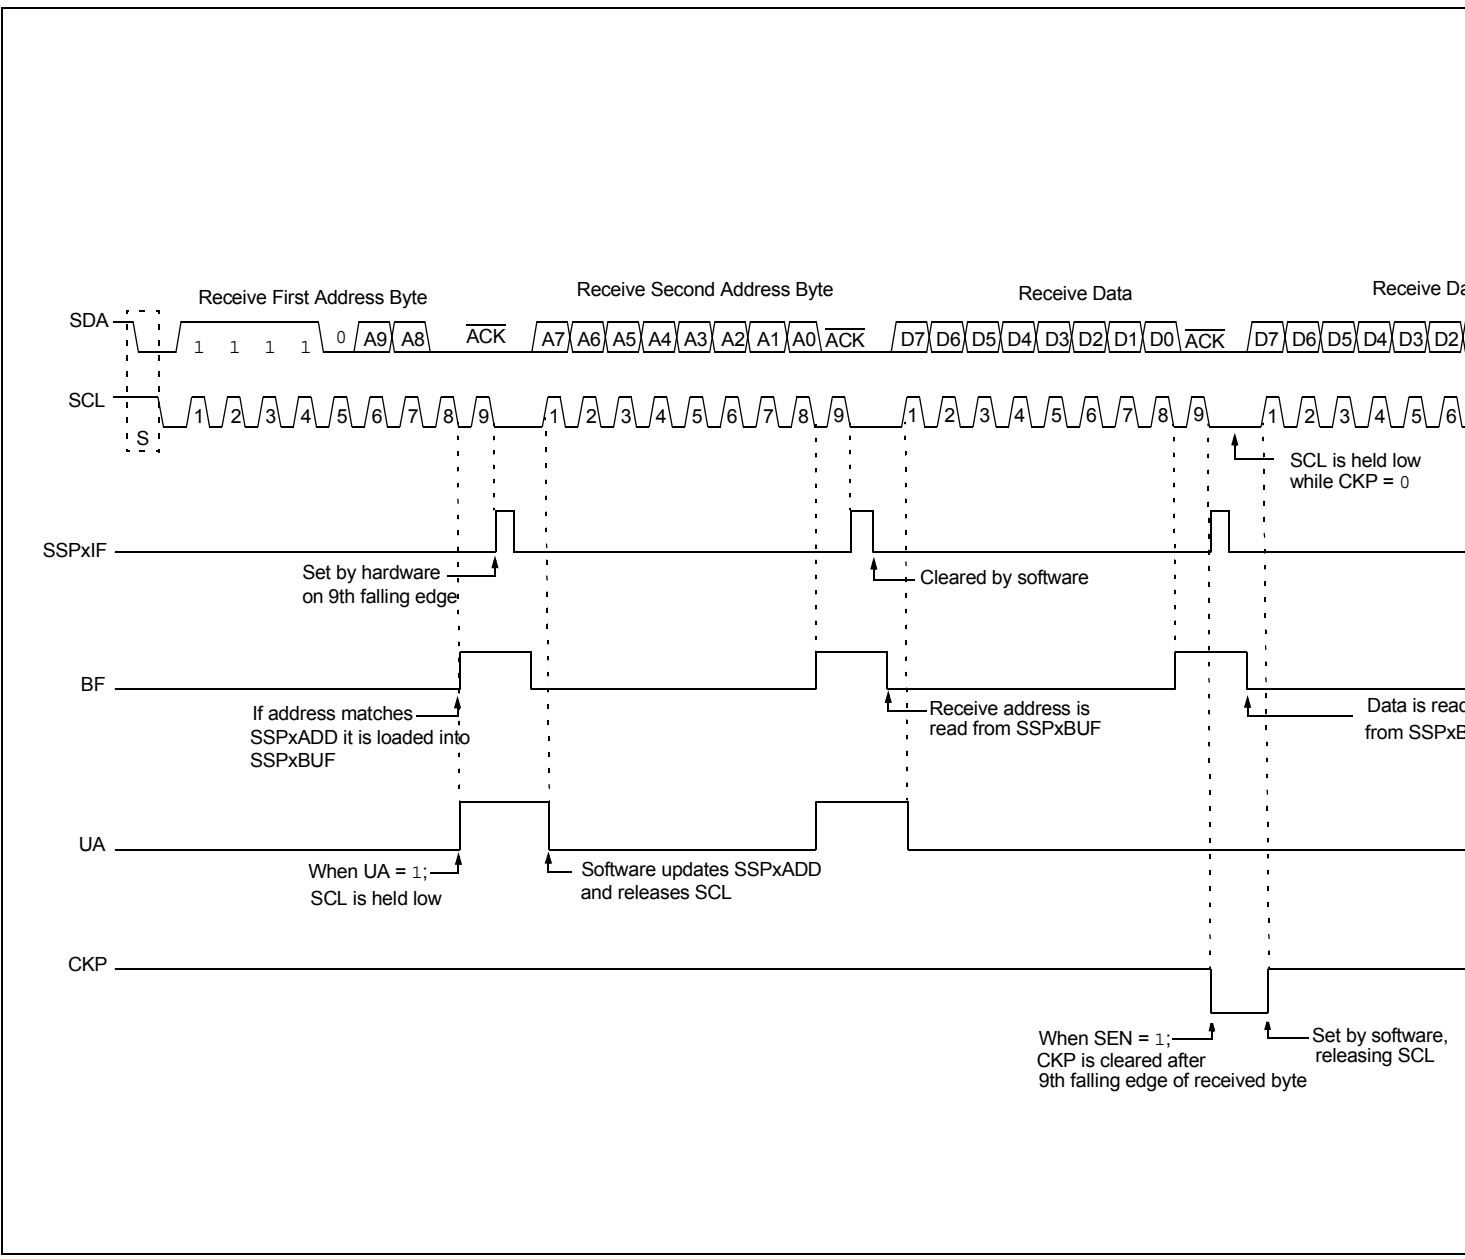 Receive First Address Byte
Receive Second Address Byte
Receive Data
Receive Da
SDA
1 1 1 1 0 A9 A8 ACK A7 A6 A5 A4 A3 A2 A1 A0 ACK D7 D6 D5 D4 D3 D2 D1 D0 ACK D7 D6 D5 D4 D3 D2
SCL
1 2 3 4 5 6 7 8 9 1 2 3 4 5 6 7 8 9 1 2 3 4 5 6 7 8 9 1 2 3 4 5 6
S
SCL is held low
while CKP = 0
SSPxIF
Set by hardware
on 9th falling edge
Cleared by software
BF
If address matches
SSPxADD it is loaded into
SSPxBUF
Receive address is
read from SSPxBUF
Data is read
from SSPxB
UA
When UA = 1;
SCL is held low
Software updates SSPxADD
and releases SCL
CKP
When SEN = 1;
CKP is cleared after
9th falling edge of received byte
Set by software,
releasing SCL